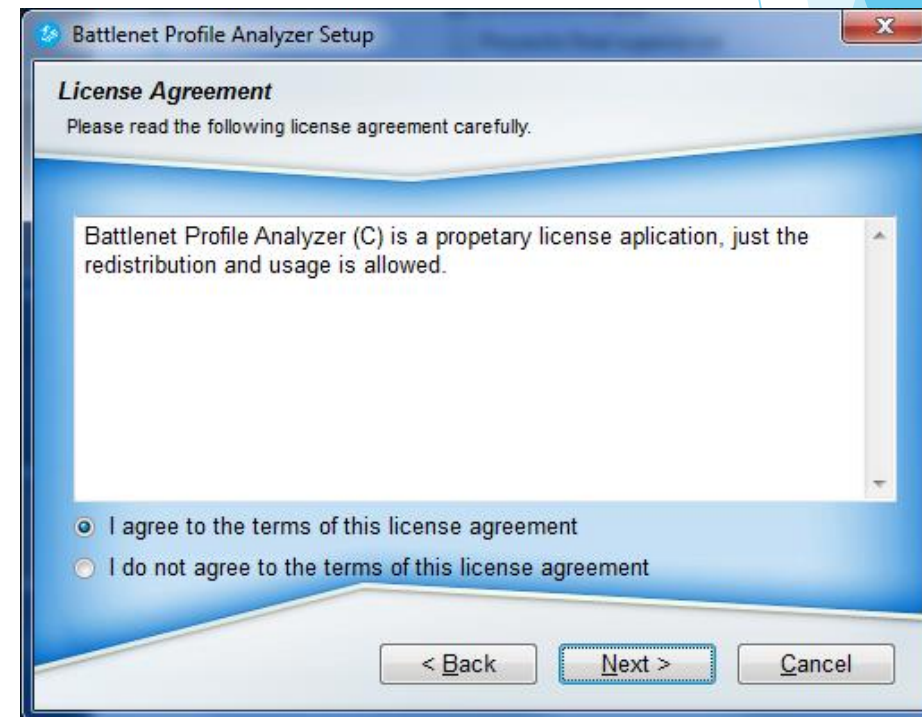 Battlenet Profile Analyzer Setup
License Agreement
Please read the following license agreement carefully.
Battlenet Profile Analyzer (C) is a propetary license aplication, just the
redistribution and usage is allowed.
I agree to the terms of this license agreement
I do not agree to the terms of this license agreement
< Back
Next >
Cancel